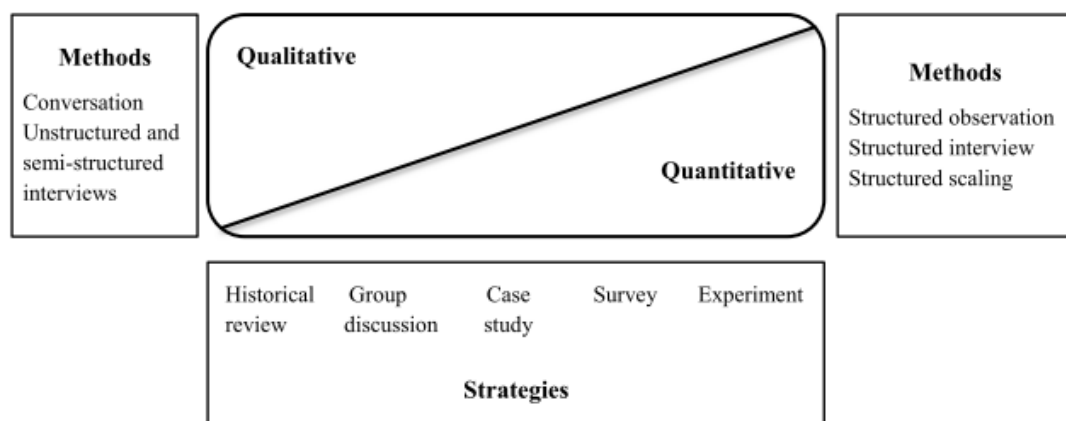 Methods
Conversation
Unstructured and
semi-structured
interviews
Qualitative
Quantitative
Methods
Structured observation
Structured interview
Structured scaling
Historical
review
Group
discussion
Case
study
Survey
Experiment
Strategies